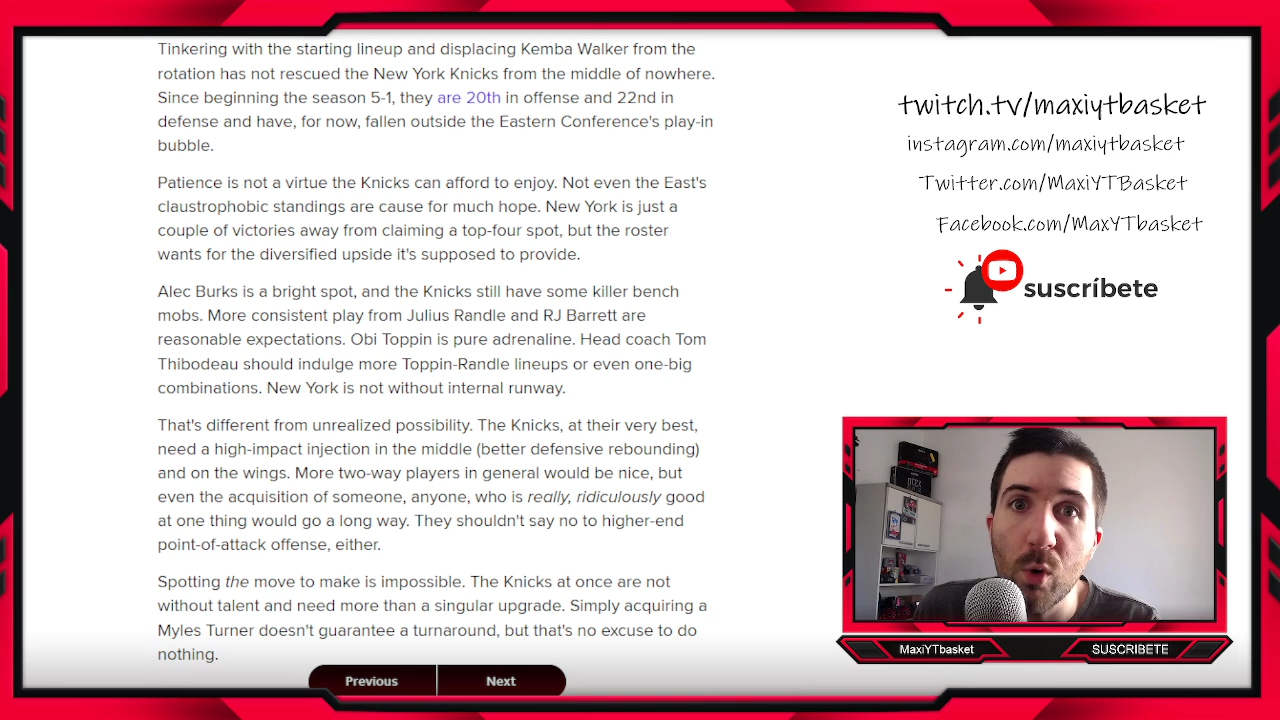 Tinkering with the starting lineup and displacing Kemba Walker from the
rotation has not rescued the New York Knicks from the middle of nowhere.
Since beginning the season 5-1, they are 20th in offense and 22nd in
defense and have, for now, fallen outside the Eastern Conference's play-in
bubble.
Patience is not a virtue the Knicks can afford to enjoy. Not even the East's
claustrophobic standings are cause for much hope. New York is just a
couple of victories away from claiming a top-four spot, but the roster
wants for the diversified upside it's supposed to provide.
Alec Burks is a bright spot, and the Knicks still have some killer bench
mobs. More consistent play from Julius Randle and RJ Barrett are
reasonable expectations. Obi Toppin is pure adrenaline. Head coach Tom
Thibodeau should indulge more Toppin-Randle lineups or even one-big
combinations. New York is not without internal runway.
That's different from unrealized possibility. The Knicks, at their very best,
need a high-impact injection in the middle (better defensive rebounding)
and on the wings. More two-way players in general would be nice, but
even the acquisition of someone, anyone, who is really, ridiculously good
at one thing would go a long way. They shouldn't say no to higher-end
point-of-attack offense, either.
Spotting the move to make is impossible. The Knicks at once are not
without talent and need more than a singular upgrade. Simply acquiring a
Myles Turner doesn't guarantee a turnaround, but that's no excuse to do
nothing.
Previous
Next
twitch.tv/maxiytbasket
instagram.com/maxiytbasket
Twitter.com/MaxiYTBasket
Facebook.com/MaxYTbasket
suscríbete
MaxiYTbasket
SUSCRIBETE